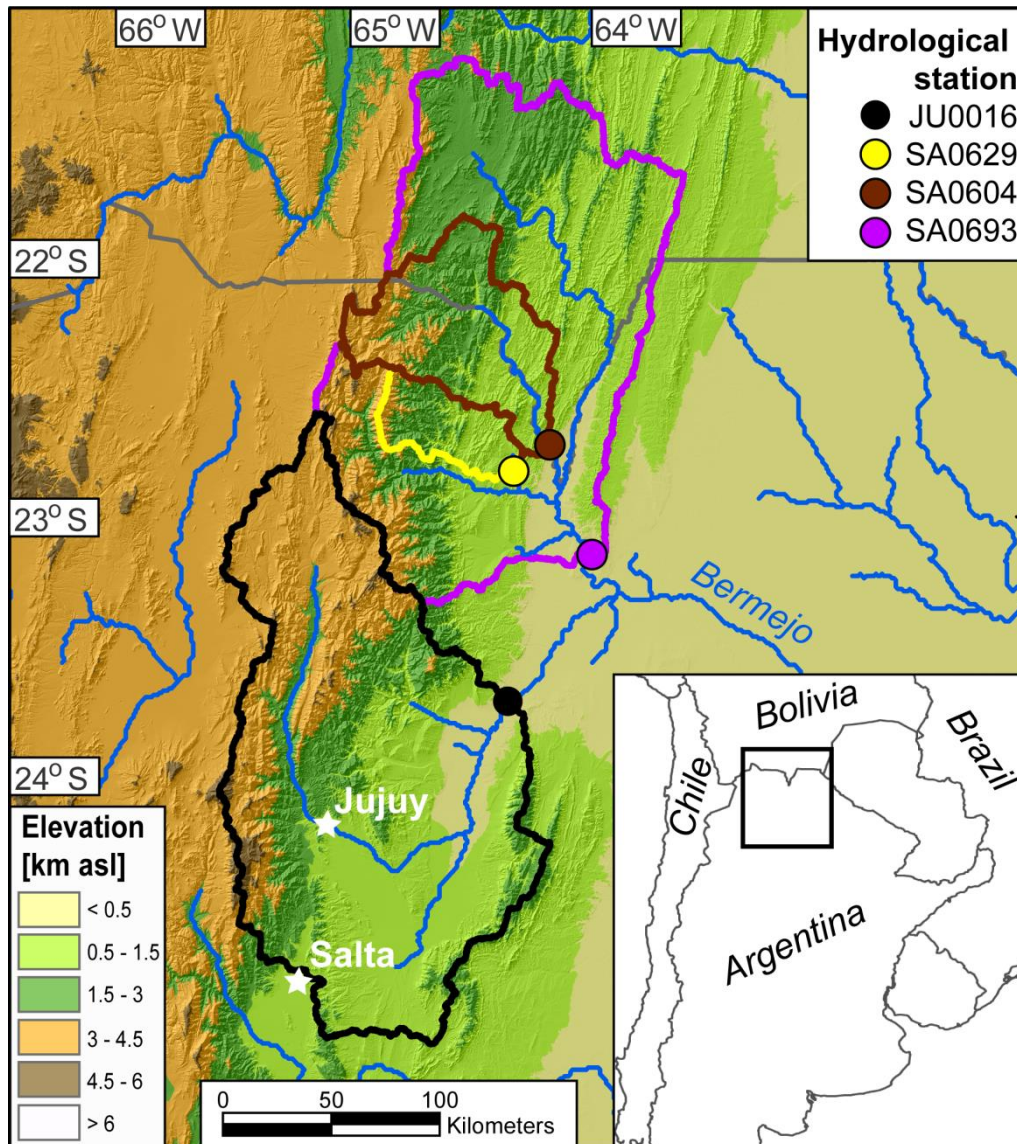 66° W
65° W
64° W
Hydrological
station
JU0016
SA0629
SA0604
SA0693
22° S
23° S
Bermejo
24° S
Jujuy
Salta
Elevation
[km asl]
< 0.5
0.5 - 1.5
1.5 - 3
3 - 4.5
4.5 - 6
> 6
0 50 100
Kilometers
Bolivia
Brazil
Chile
Argentina